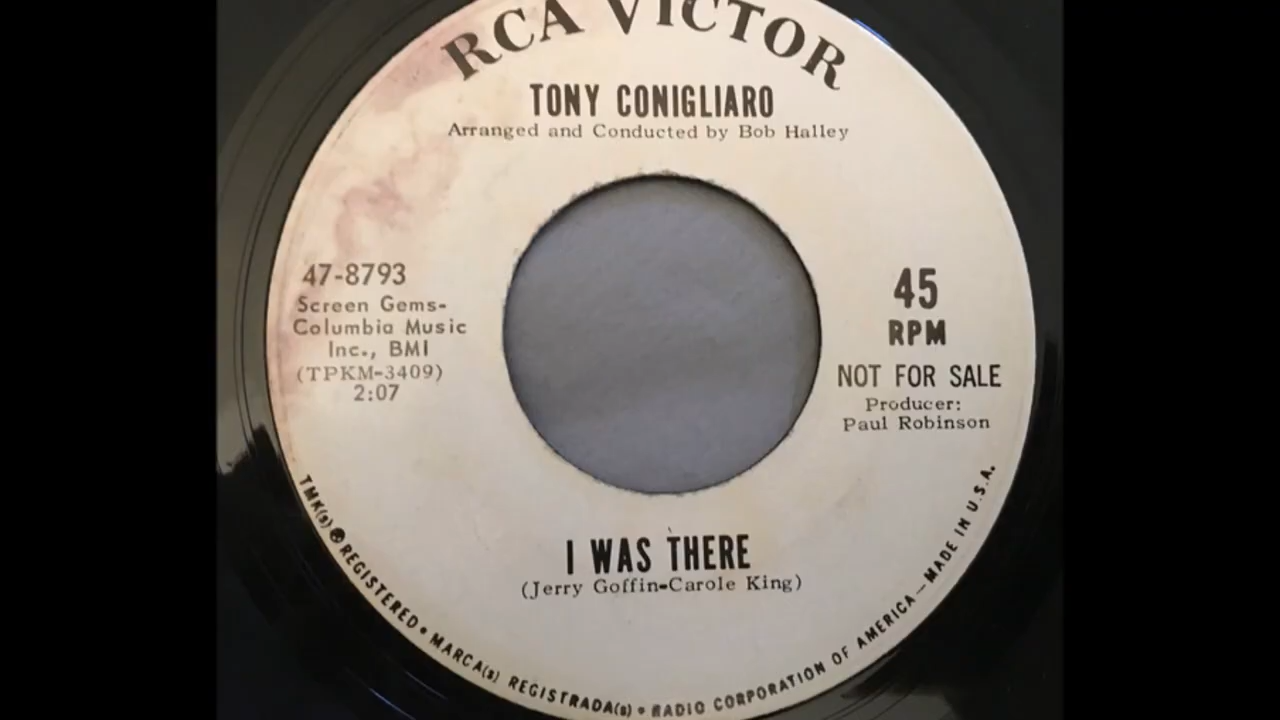 RCA VICTOR
TONY CONIGLIARO
Arranged and Conducted by Bob Halley
47-8793
Screen Gems-
Columbia Music
Inc., BMI
(TPKM-3409)
2:07
45
RPM
NOT FOR SALE
Producer:
Paul Robinson
I WAS THERE
(Jerry Goffin-Carole King)
TMK(s) ® REGISTERED • MARCA(s) REGISTRADA(s) • RADIO CORPORATION OF AMERICA — MADE IN U.S.A.